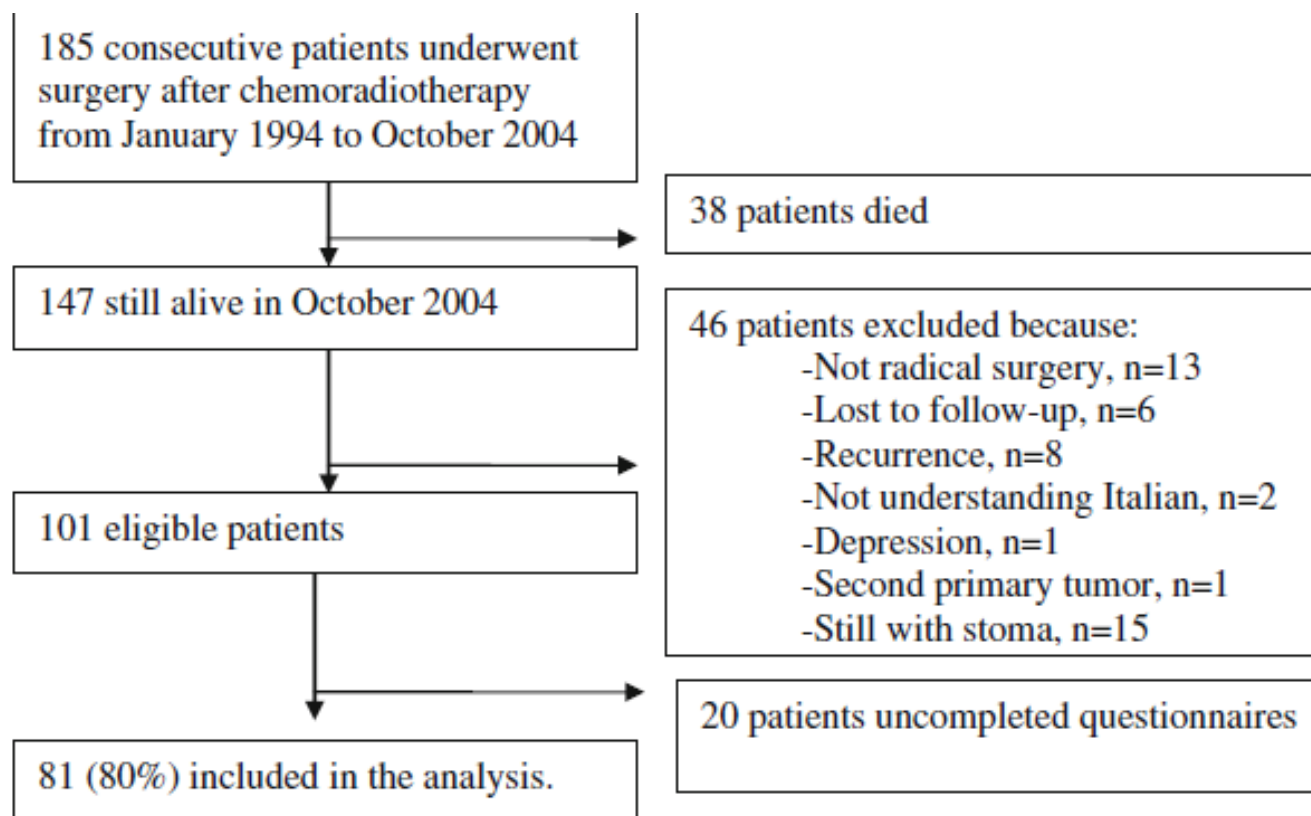 185 consecutive patients underwent
surgery after chemoradiotherapy
from January 1994 to October 2004
38 patients died
147 still alive in October 2004
46 patients excluded because:
-Not radical surgery, n=13
-Lost to follow-up, n=6
-Recurrence, n=8
-Not understanding Italian, n=2
-Depression, n=1
-Second primary tumor, n=1
-Still with stoma, n=15
101 eligible patients
20 patients uncompleted questionnaires
81 (80%) included in the analysis.